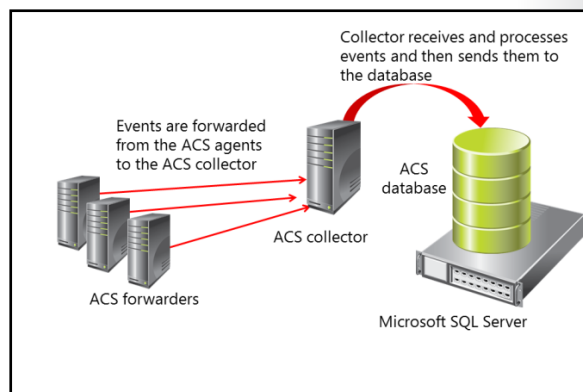 Collector receives and processes
events and then sends them to
the database
Events are forwarded
from the ACS agents
to the ACS collector
ACS
database
ACS collector
ACS forwarders
Microsoft SQL Server